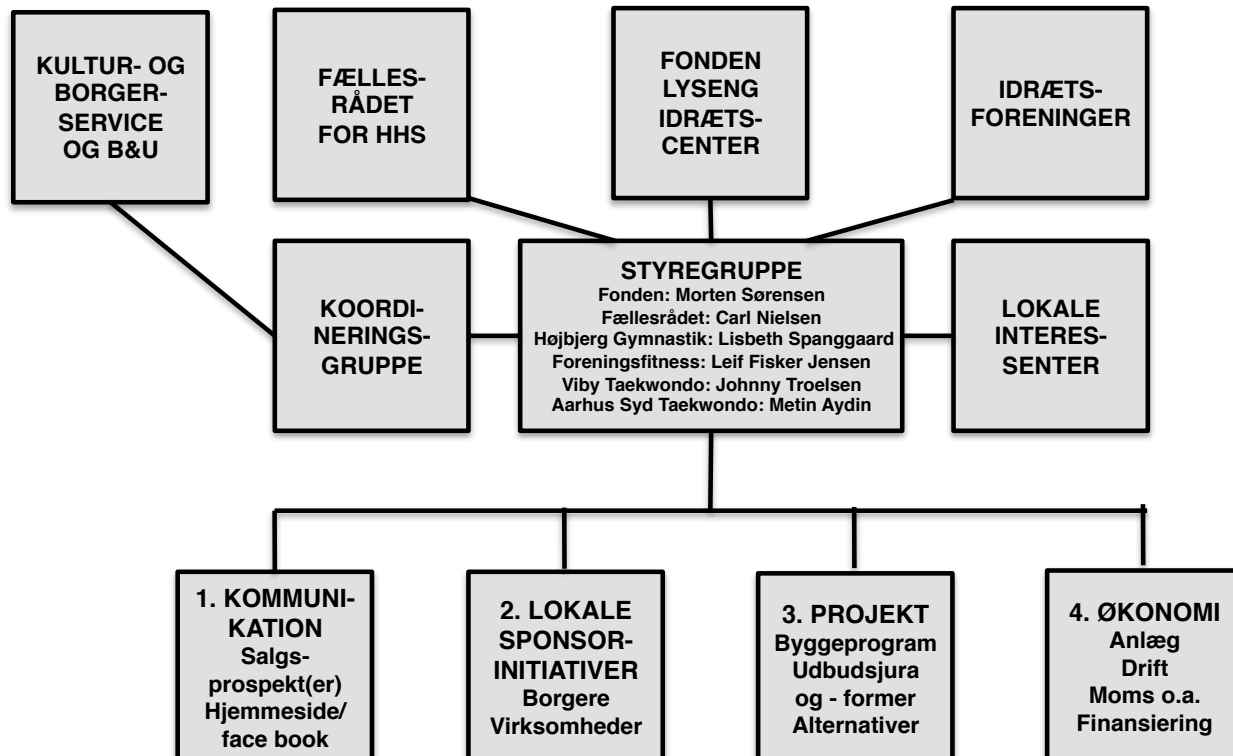 KULTUR- OG
BORGER-
SERVICE
OG B&U
FÆLLES-
RÅDET
FOR HHS
FONDEN
LYSENG
IDRÆTS-
CENTER
IDRÆTS-
FORENINGER
KOORDI-
NERINGS-
GRUPPE
STYREGRUPPE
Fonden: Morten Sørensen
Fællesrådet: Carl Nielsen
Højbjerg Gymnastik: Lisbeth Spanggaard
Foreningsfitness: Leif Fisker Jensen
Viby Taekwondo: Johnny Troelsen
Aarhus Syd Taekwondo: Metin Aydin
LOKALE
INTERES-
SENTER
1. KOMMUNI-
KATION
Salgs-
prospekt(er)
Hjemmeside/
face book
2. LOKALE
SPONSOR-
INITIATIVER
Borgere
Virksomheder
3. PROJEKT
Byggeprogram
Udbudsjura
og - former
Alternativer
4. ØKONOMI
Anlæg
Drift
Moms o.a.
Finansiering